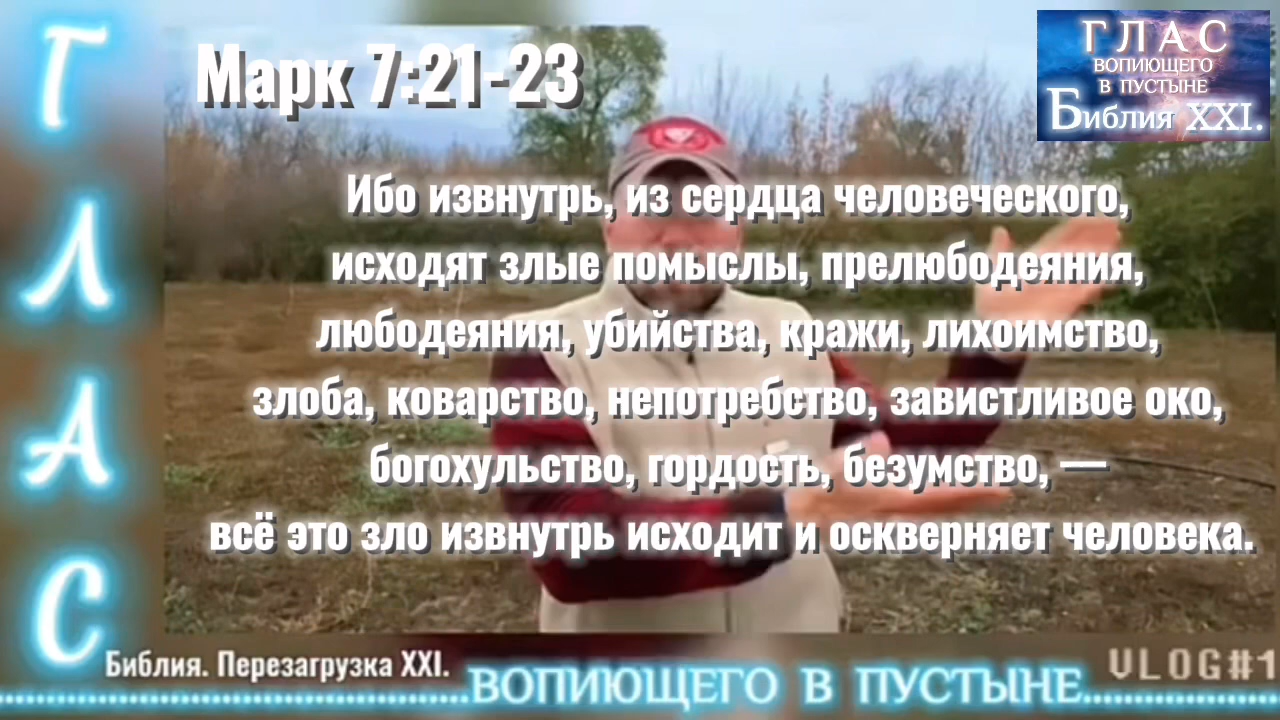 Г
Л
А
С
Марк 7:21-23
Г Л А С
ВОПИЮЩЕГО
В ПУСТЫНЕ
Библия XXI.
Ибо извнутрь, из сердца человеческого,
исходят злые помыслы, прелюбодеяния,
любодеяния, убийства, кражи, лихоимство,
злоба, коварство, непотребство, завистливое око,
богохульство, гордость, безумство, —
всё это зло извнутрь исходит и оскверняет человека.
Библия. Перезагрузка XXI.
VLOG#1
ВОПИЮЩЕГО В ПУСТЫНЕ